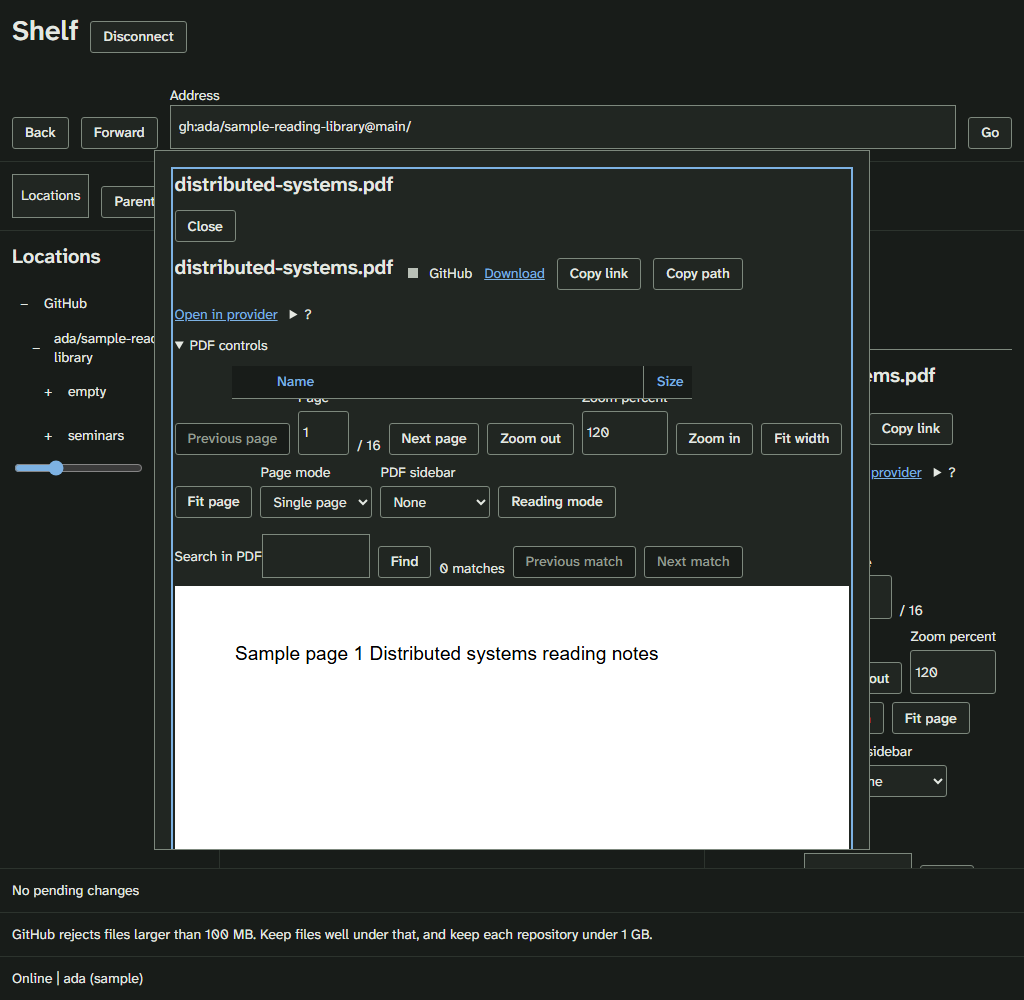 Shelf
Disconnect
Address
Back
Forward
gh:ada/sample-reading-library@main/
Go
Locations
Parent
distributed-systems.pdf
Close
distributed-systems.pdf
GitHub
Download
Copy link
Copy path
Open in provider
?
PDF controls
Name
Size
Page
Zoom percent
Previous page
1
/ 16
Next page
Zoom out
120
Zoom in
Fit width
Page mode
PDF sidebar
Fit page
Single page
None
Reading mode
Search in PDF
Find
0 matches
Previous match
Next match
Sample page 1 Distributed systems reading notes
Locations
– GitHub
– ada/sample-read
library
+ empty
+ seminars
ms.pdf
Copy link
provider
?
/ 16
Zoom percent
out
120
Fit page
sidebar
ne
No pending changes
GitHub rejects files larger than 100 MB. Keep files well under that, and keep each repository under 1 GB.
Online | ada (sample)